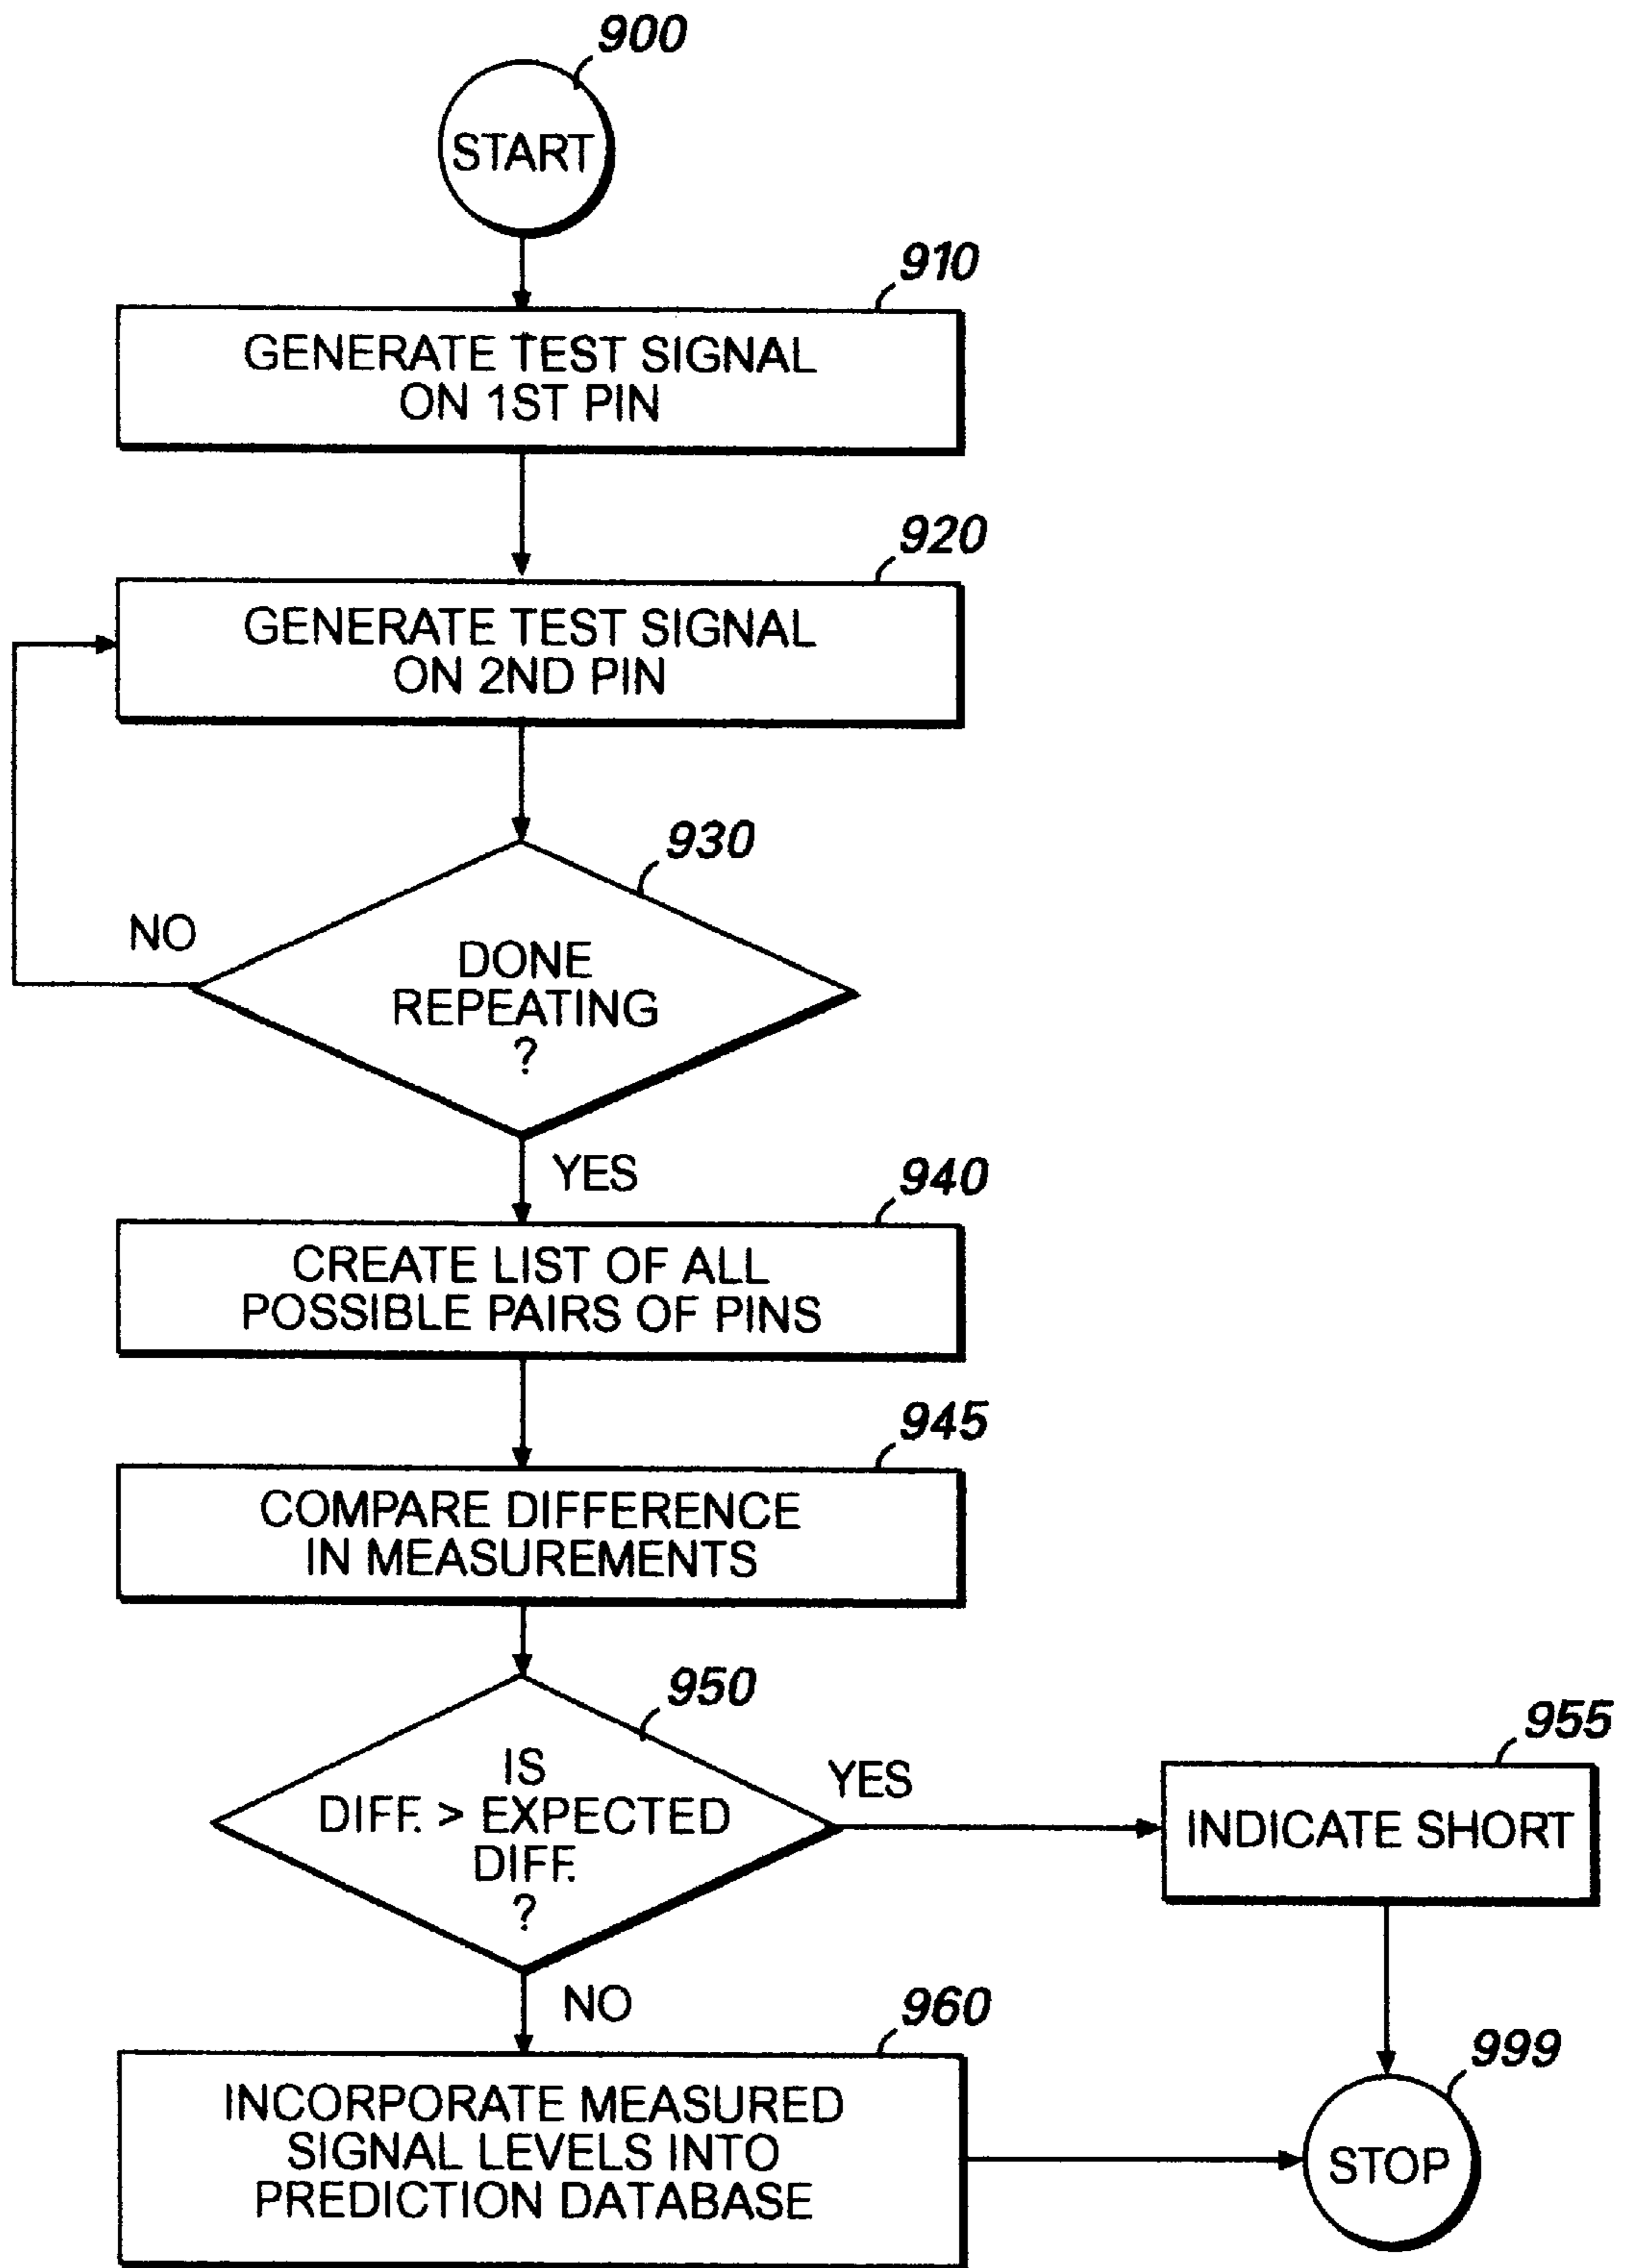 900
START
910
GENERATE TEST SIGNAL
ON 1ST PIN
920
GENERATE TEST SIGNAL
ON 2ND PIN
930
NO
DONE
REPEATING
?
YES
940
CREATE LIST OF ALL
POSSIBLE PAIRS OF PINS
945
COMPARE DIFFERENCE
IN MEASUREMENTS
950
IS
DIFF. > EXPECTED
DIFF.
?
YES
955
INDICATE SHORT
NO
960
INCORPORATE MEASURED
SIGNAL LEVELS INTO
PREDICTION DATABASE
999
STOP